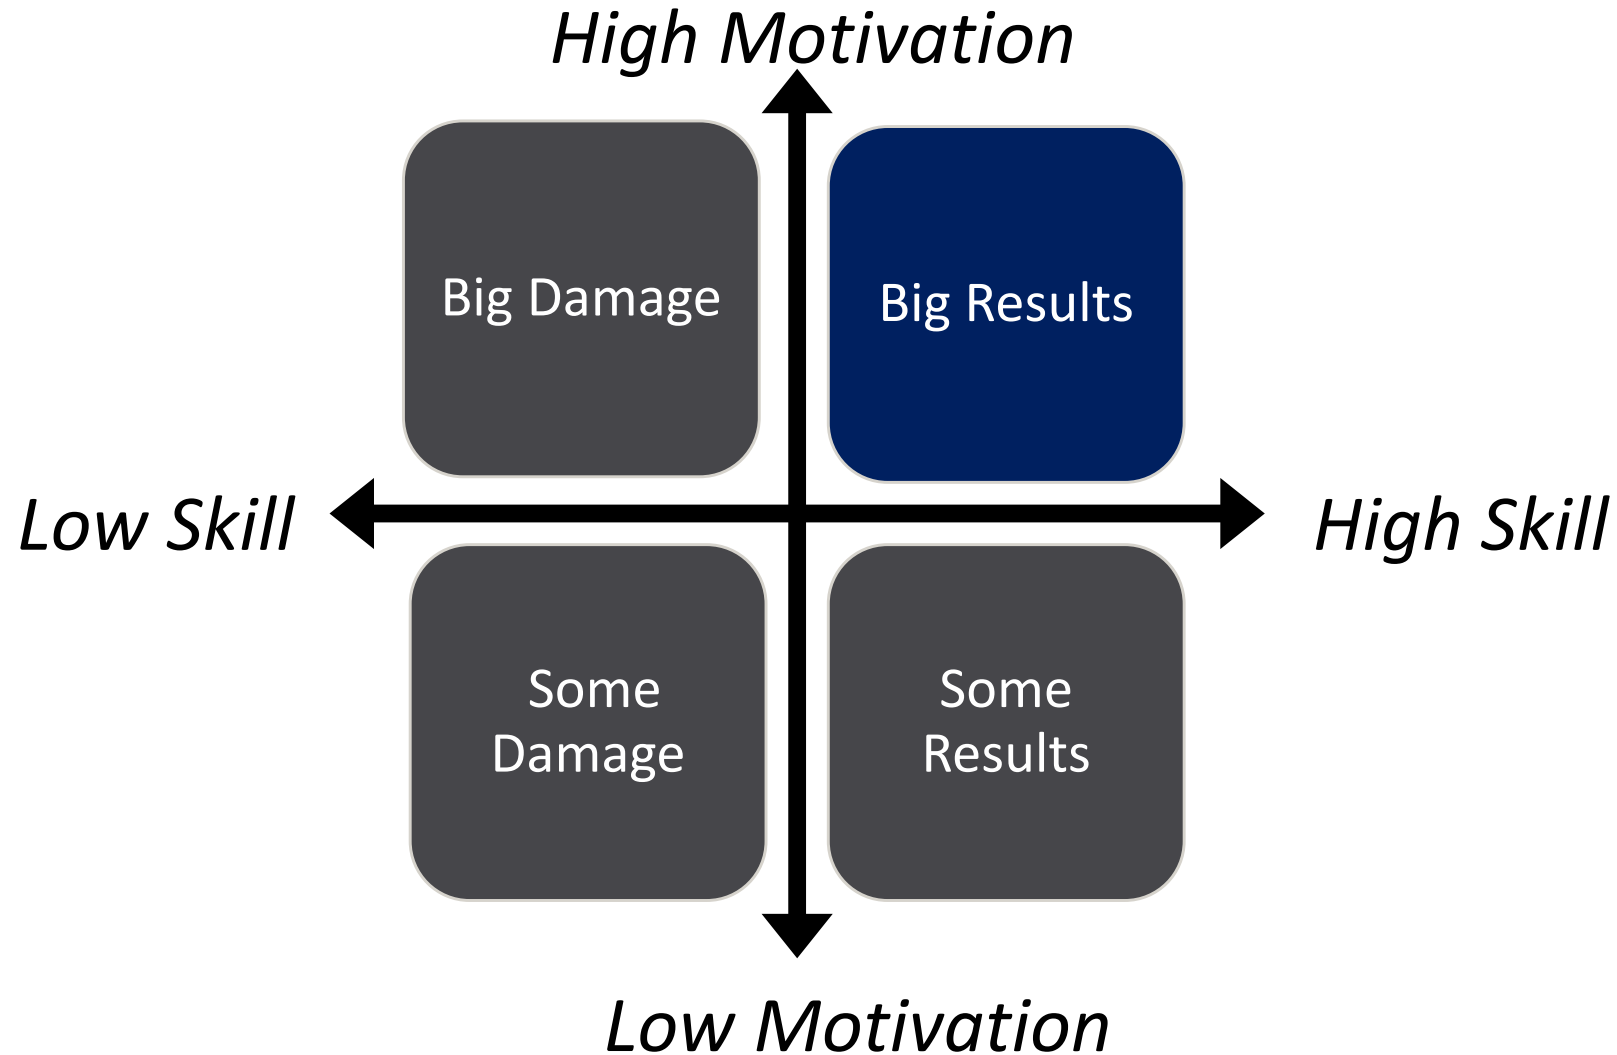 High Motivation
Big Damage
Big Results
Low Skill
High Skill
Some
Damage
Some
Results
Low Motivation